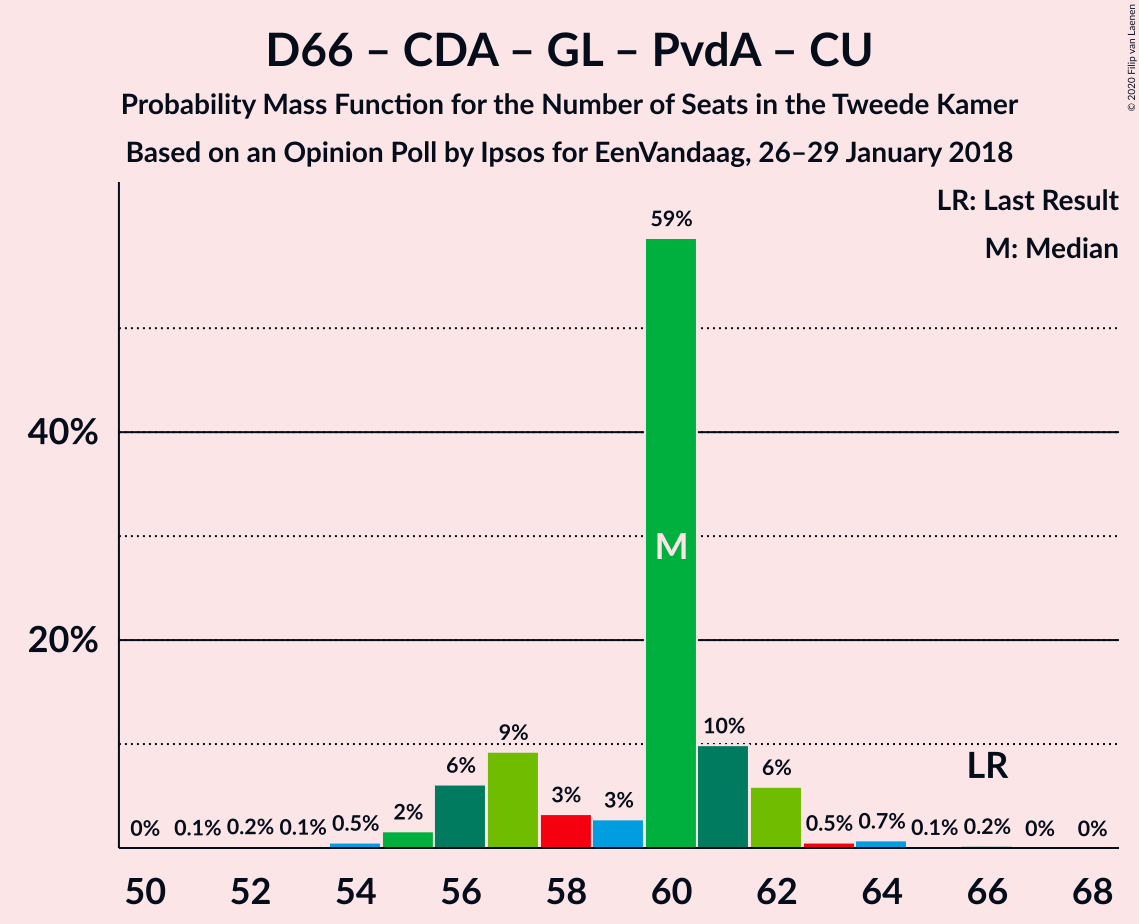 D66 – CDA – GL – PvdA – CU
Probability Mass Function for the Number of Seats in the Tweede Kamer
Based on an Opinion Poll by Ipsos for EenVandaag, 26–29 January 2018
© 2020 Filip van Laenen
LR: Last Result
M: Median
59%
40%
M
20%
10%
9%
LR
6%
6%
3%
3%
2%
0%
0.1%
0.2%
0.1%
0.5%
0.5%
0.7%
0.1%
0.2%
0%
0%
50 52 54 56 58 60 62 64 66 68